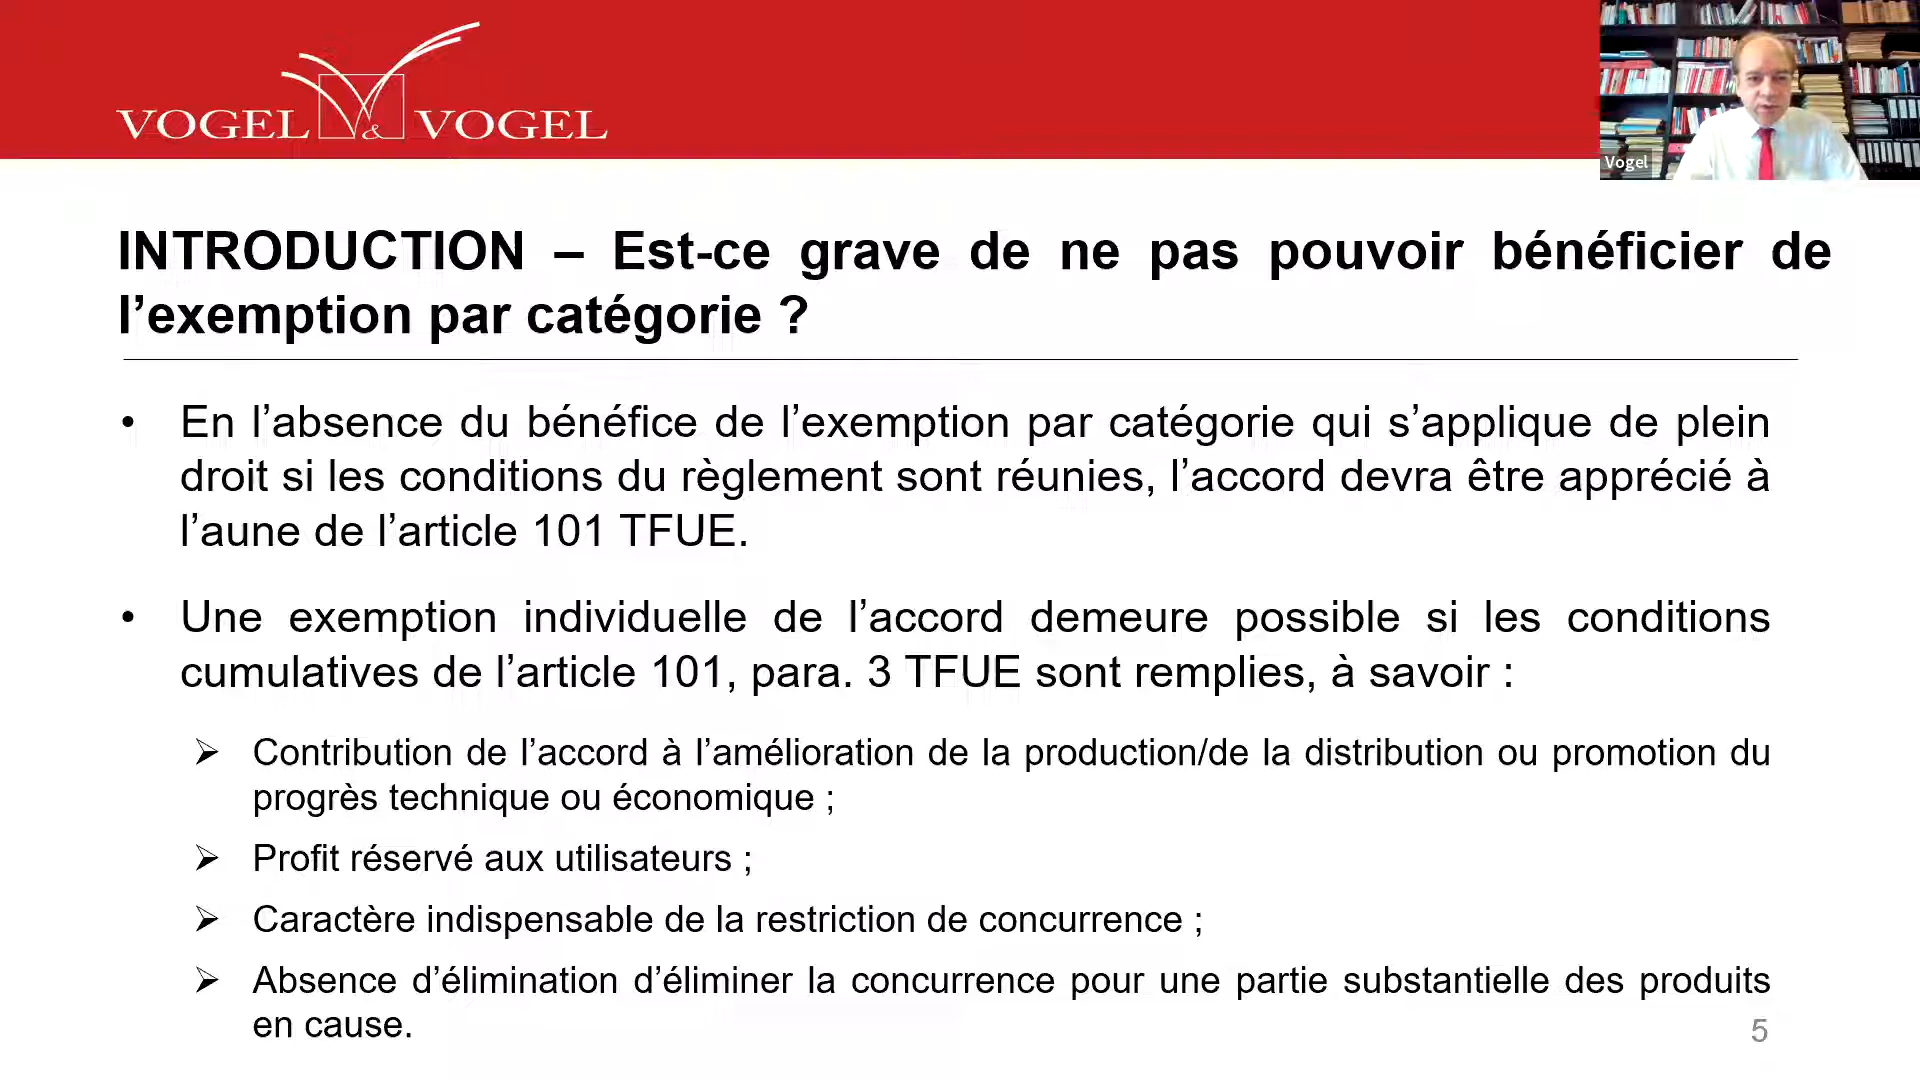 VOGEL & VOGEL
Vogel
INTRODUCTION – Est-ce grave de ne pas pouvoir bénéficier de
l’exemption par catégorie ?
• En l’absence du bénéfice de l’exemption par catégorie qui s’applique de plein
droit si les conditions du règlement sont réunies, l’accord devra être apprécié à
l’aune de l’article 101 TFUE.
• Une exemption individuelle de l’accord demeure possible si les conditions
cumulatives de l’article 101, para. 3 TFUE sont remplies, à savoir :
➢ Contribution de l’accord à l’amélioration de la production/de la distribution ou promotion du
progrès technique ou économique ;
➢ Profit réservé aux utilisateurs ;
➢ Caractère indispensable de la restriction de concurrence ;
➢ Absence d’élimination d’éliminer la concurrence pour une partie substantielle des produits
en cause.
5